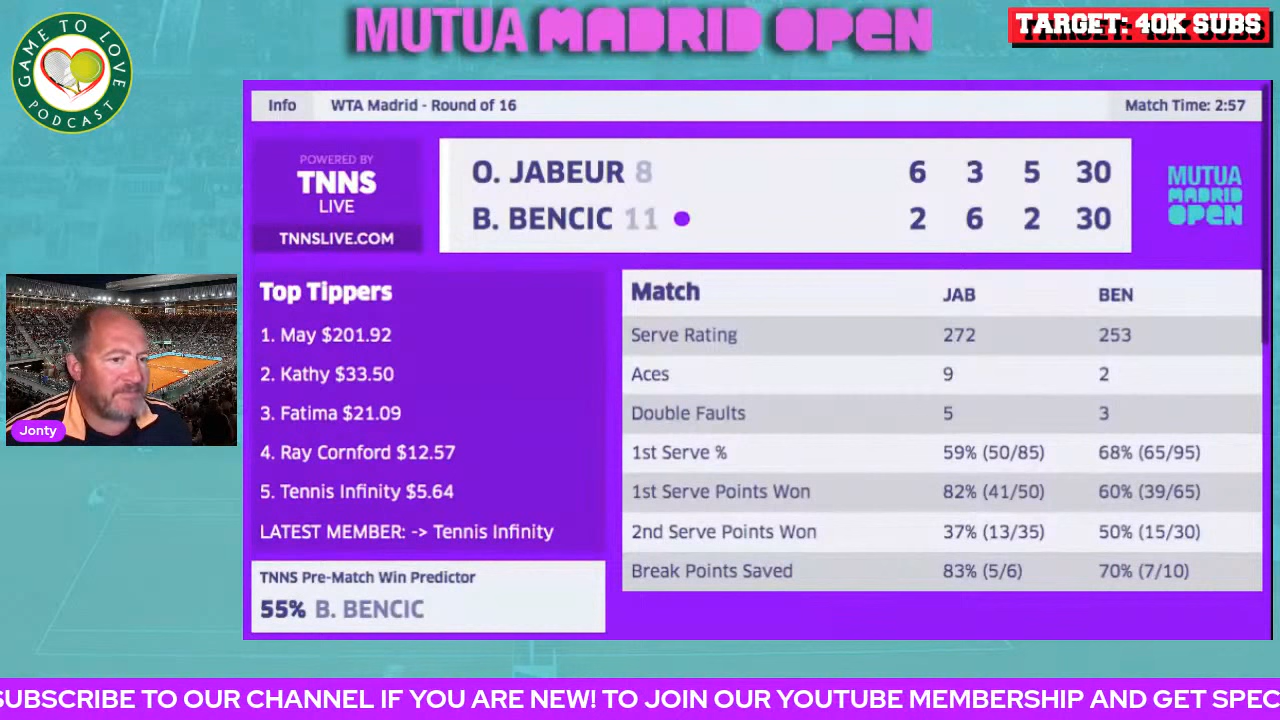 GAME TO LOVE
PODCAST
MUTUA MADRID OPEN
TARGET: 40K SUBS
Info WTA Madrid - Round of 16 Match Time: 2:57
POWERED BY
TNNS
LIVE
TNNSLIVE.COM
O. JABEUR 8 6 3 5 30
B. BENCIC 11 2 6 2 30
MUTUA
MADRID
OPEN
Top Tippers
1. May $201.92
2. Kathy $33.50
3. Fatima $21.09
4. Ray Cornford $12.57
5. Tennis Infinity $5.64
LATEST MEMBER: -> Tennis Infinity
TNNS Pre-Match Win Predictor
55% B. BENCIC
Match JAB BEN
Serve Rating 272 253
Aces 9 2
Double Faults 5 3
1st Serve % 59% (50/85) 68% (65/95)
1st Serve Points Won 82% (41/50) 60% (39/65)
2nd Serve Points Won 37% (13/35) 50% (15/30)
Break Points Saved 83% (5/6) 70% (7/10)
Jonty
SUBSCRIBE TO OUR CHANNEL IF YOU ARE NEW! TO JOIN OUR YOUTUBE MEMBERSHIP AND GET SPEC